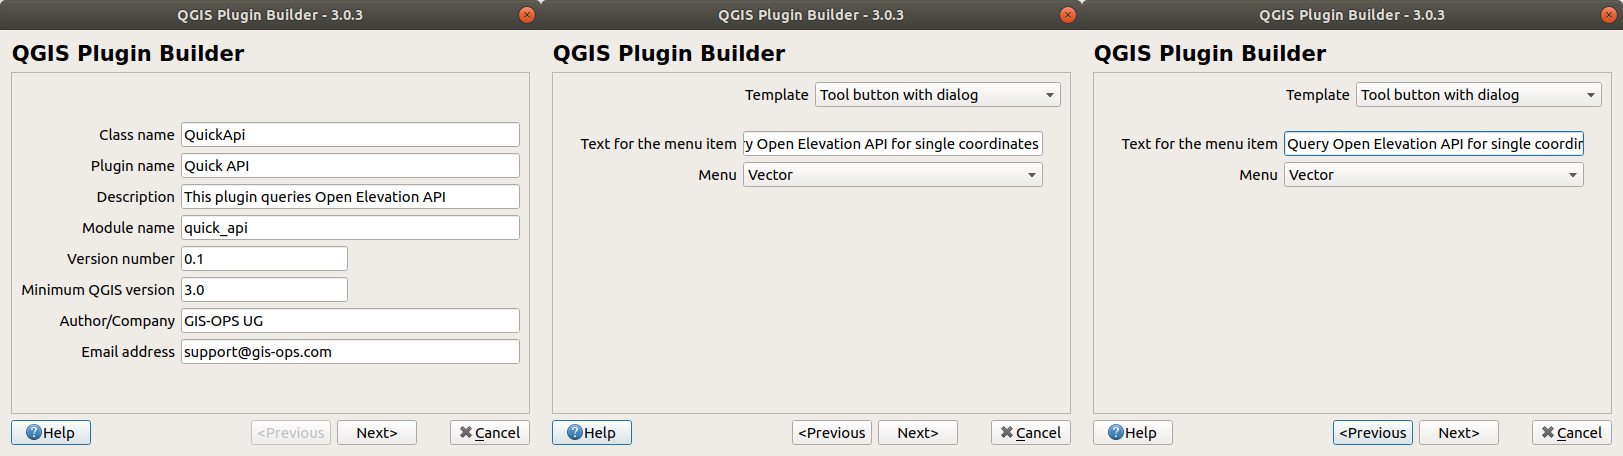 QGIS Plugin Builder - 3.0.3
QGIS Plugin Builder
Class name QuickApi
Plugin name Quick API
Description This plugin queries Open Elevation API
Module name quick_api
Version number 0.1
Minimum QGIS version 3.0
Author/Company GIS-OPS UG
Email address support@gis-ops.com
Help <Previous Next> Cancel
QGIS Plugin Builder - 3.0.3
QGIS Plugin Builder
Template Tool button with dialog
Text for the menu item y Open Elevation API for single coordinates
Menu Vector
Help <Previous Next> Cancel
QGIS Plugin Builder - 3.0.3
QGIS Plugin Builder
Template Tool button with dialog
Text for the menu item Query Open Elevation API for single coordin
Menu Vector
Help <Previous Next> Cancel